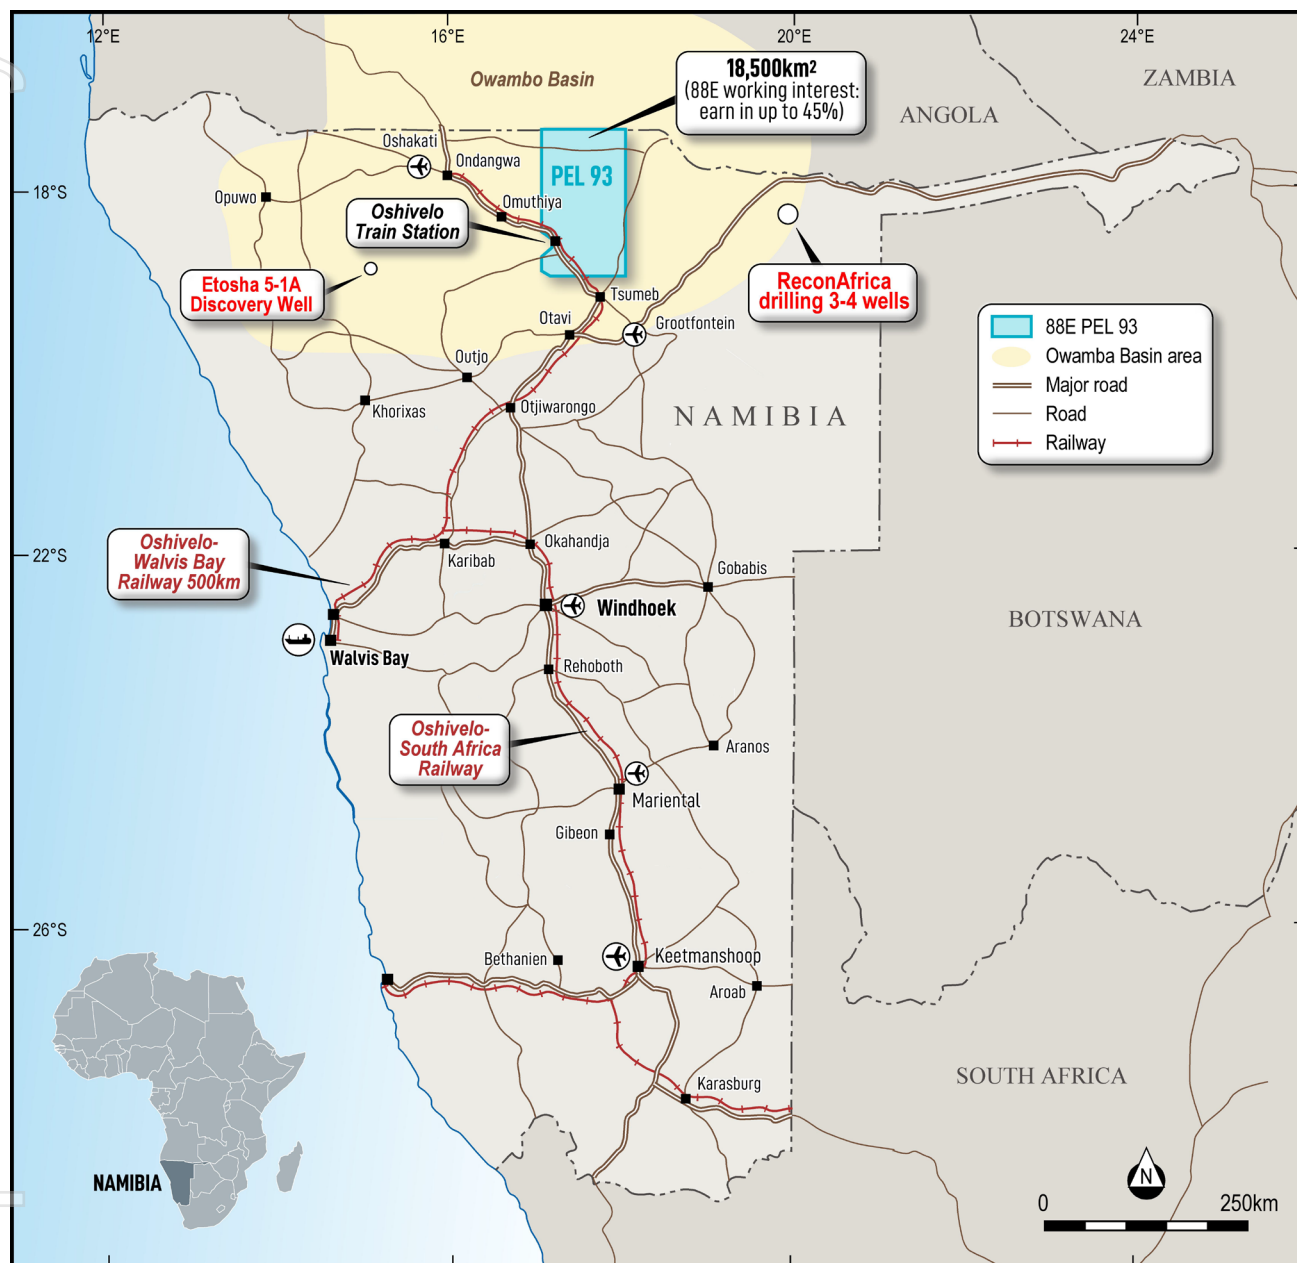 12°E
16°E
20°E
24°E
Owambo Basin
18,500km²
(88E working interest:
earn in up to 45%)
ZAMBIA
ANGOLA
Oshakati
Ondangwa
PEL 93
18°S
Opuwo
Omuthiya
Oshivelo
Train Station
Etosha 5-1A
Discovery Well
ReconAfrica
drilling 3-4 wells
Tsumeb
Otavi
Grootfontein
88E PEL 93
Owamba Basin area
Major road
Road
Railway
Outjo
Khorixas
Otjiwarongo
NAMIBIA
22°S
Oshivelo-
Walvis Bay
Railway 500km
Okahandja
Karibab
Gobabis
Windhoek
BOTSWANA
Walvis Bay
Rehoboth
Oshivelo-
South Africa
Railway
Aranos
Mariental
Gibeon
26°S
Bethanien
Keetmanshoop
Aroab
SOUTH AFRICA
Karasburg
NAMIBIA
N
0
250km